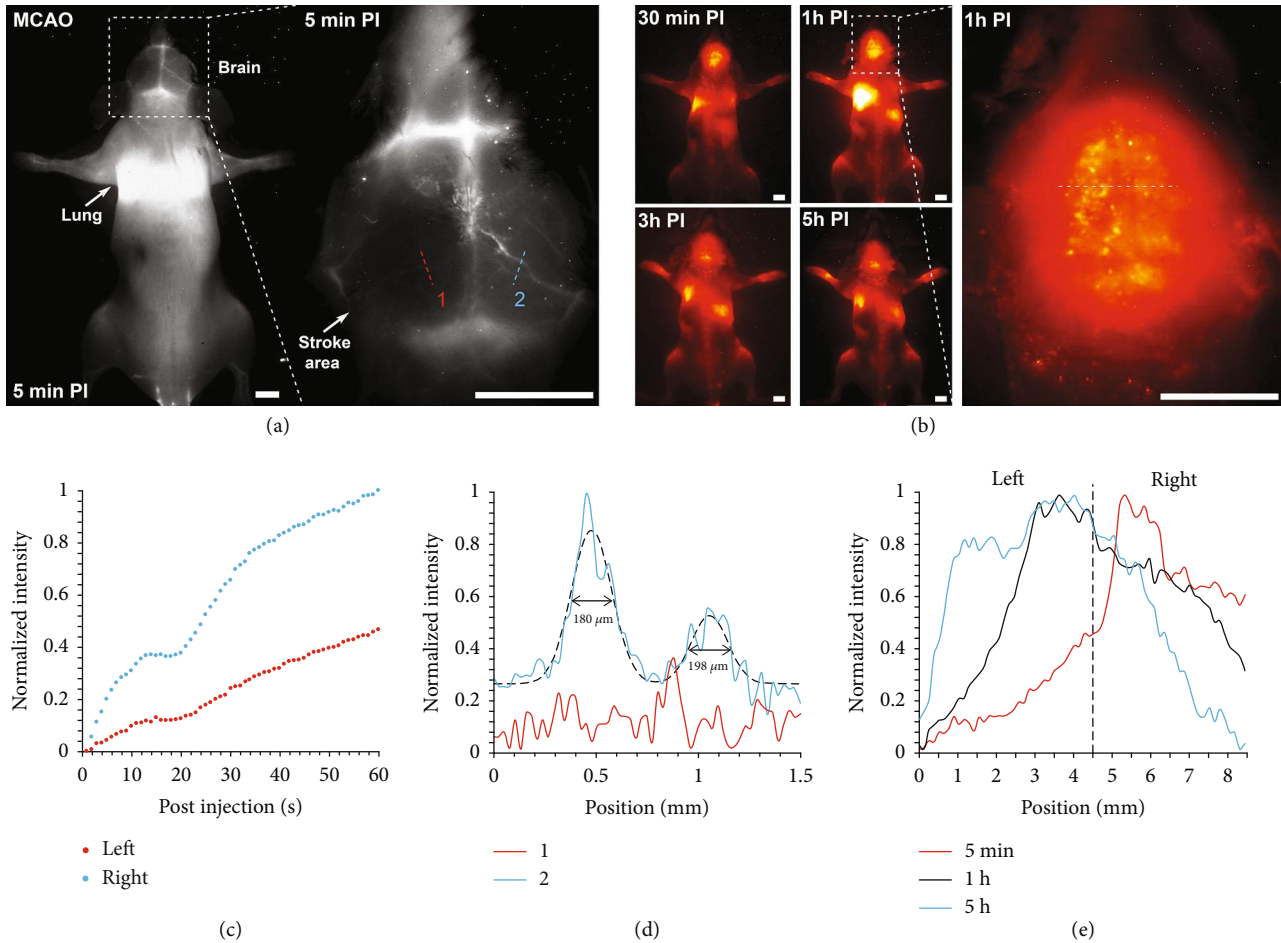 MCAO
5 min PI
Brain
Lung
1
2
Stroke
area
5 min PI
(a)
30 min PI
1h PI
1h PI
3h PI
5h PI
(b)
Normalized intensity
1
0.8
0.6
0.4
0.2
0
0 10 20 30 40 50 60
Post injection (s)
Left
Right
(c)
Normalized intensity
1
0.8
0.6
0.4
0.2
0
180 µm
198 µm
0 0.5 1 1.5
Position (mm)
1
2
(d)
Left Right
Normalized intensity
1
0.8
0.6
0.4
0.2
0
0 1 2 3 4 5 6 7 8
Position (mm)
5 min
1 h
5 h
(e)